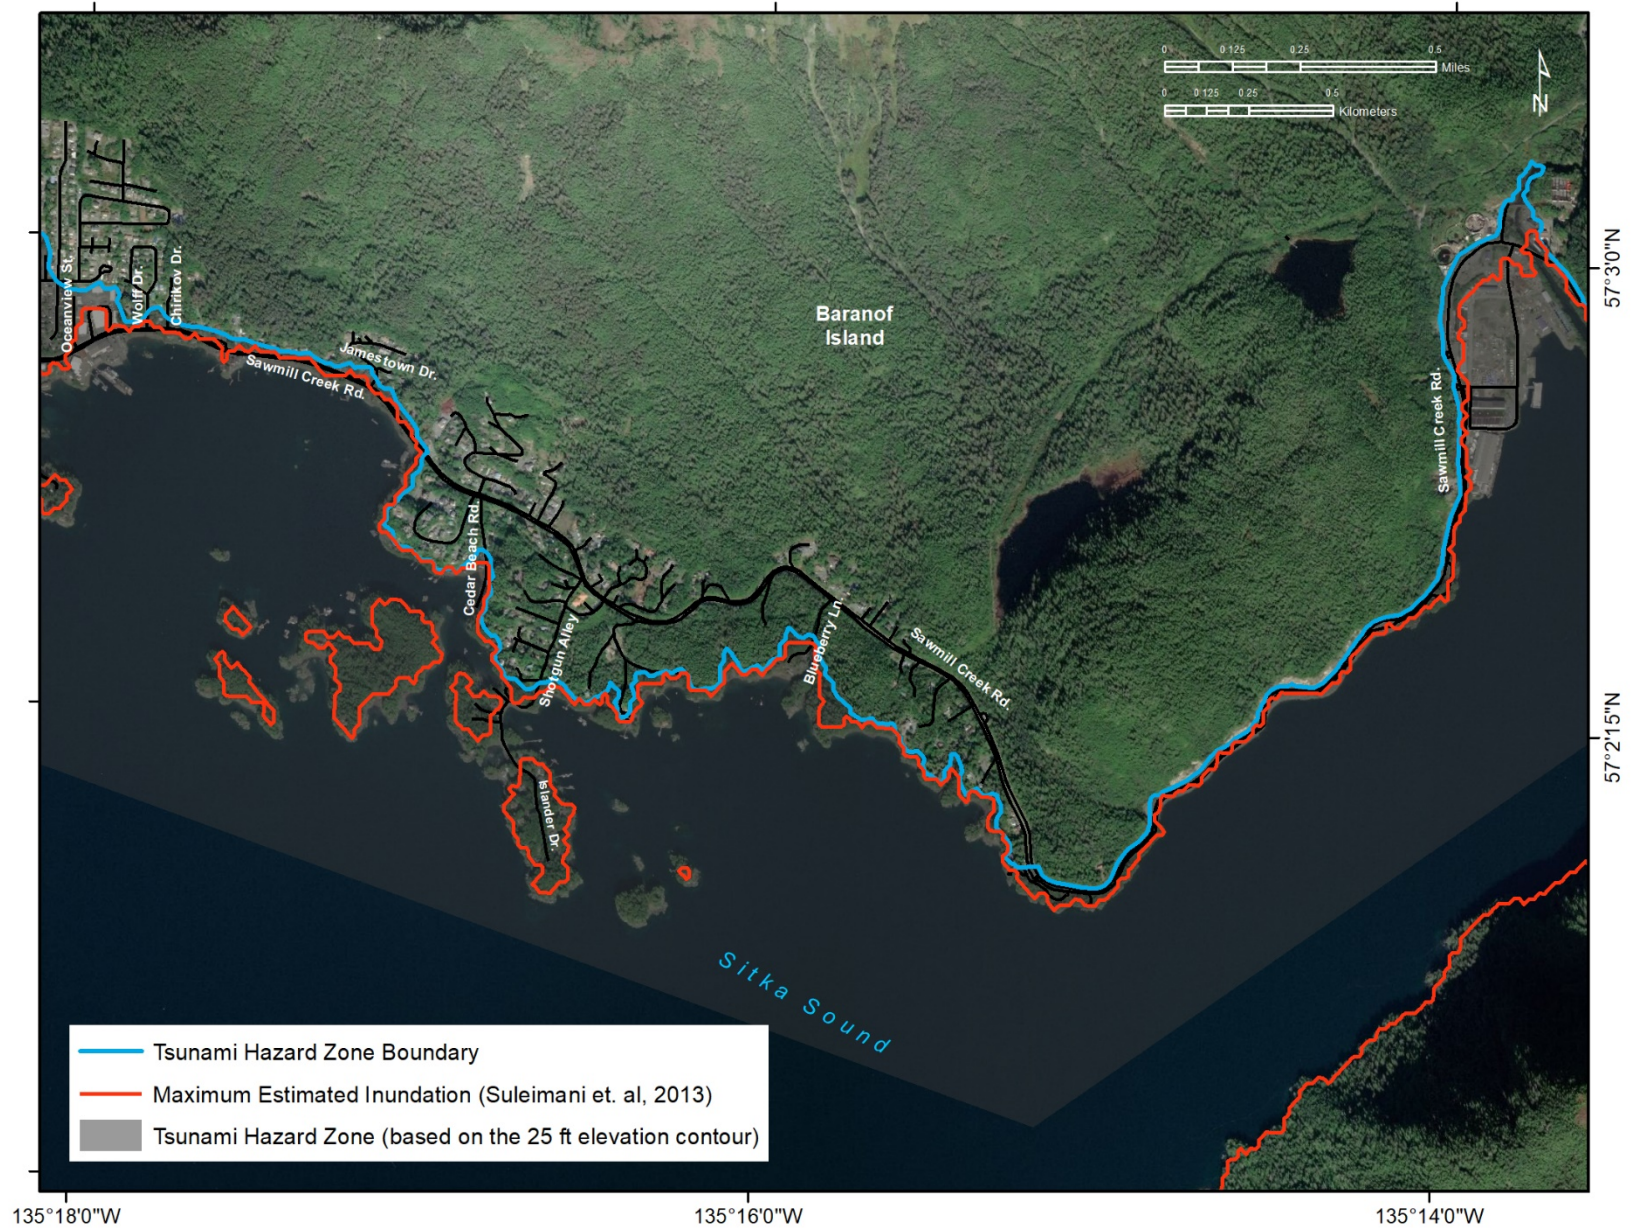 0 0.125 0.25 0.5
Miles
0 0.125 0.25 0.5
Kilometers
N
Oceanview St.
Wolff Dr.
Chirikov Dr.
57°3'0"N
Baranof
Island
Jamestown Dr.
Sawmill Creek Rd.
Sawmill Creek Rd.
Cedar Beach Rd.
Shotgun Alley
Blueberry Ln.
Sawmill Creek Rd.
57°2'15"N
Islander Dr.
Sitka Sound
Tsunami Hazard Zone Boundary
Maximum Estimated Inundation (Suleimani et. al, 2013)
Tsunami Hazard Zone (based on the 25 ft elevation contour)
135°18'0"W
135°16'0"W
135°14'0"W